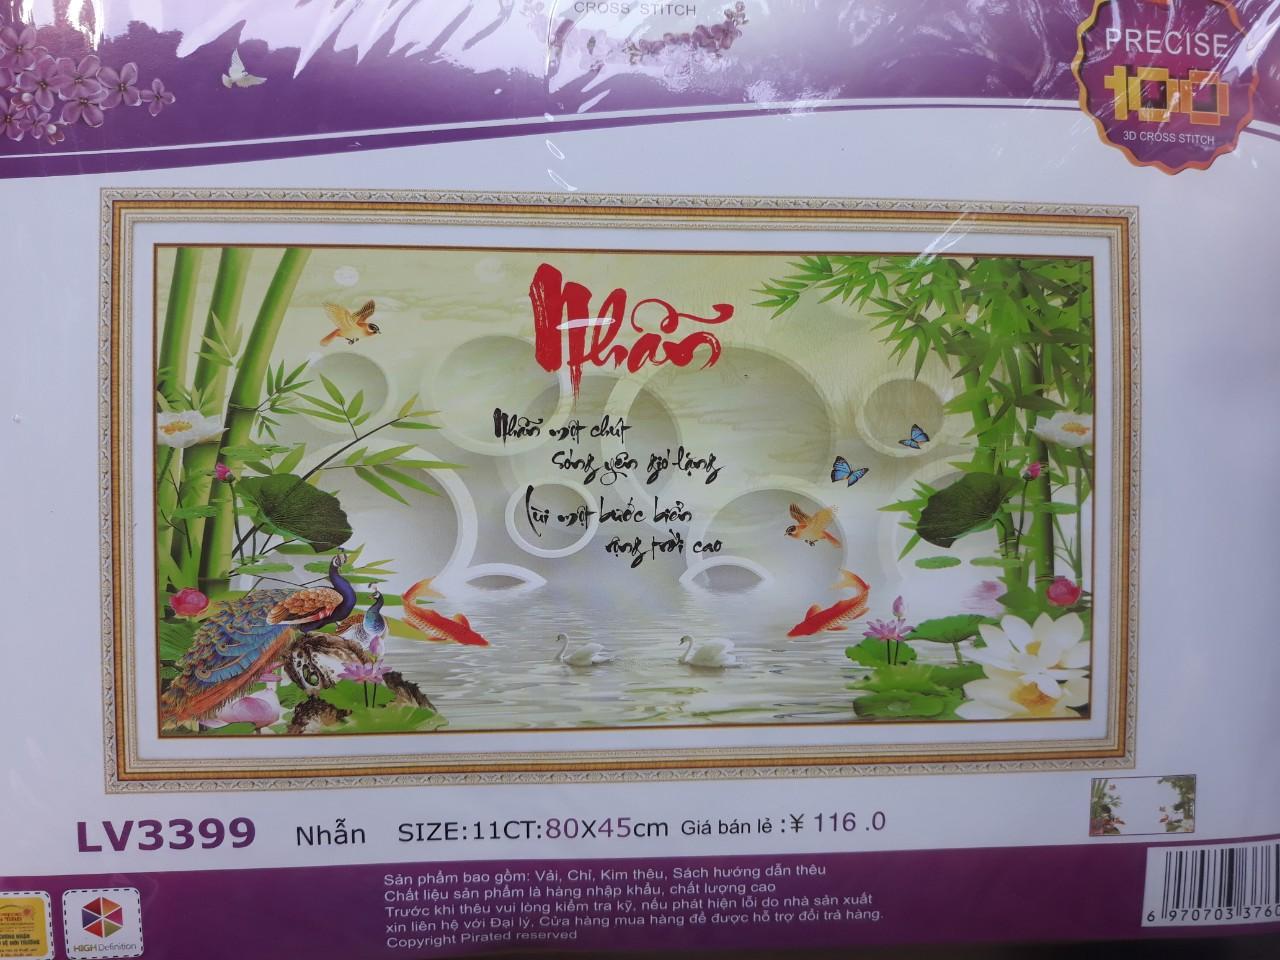 CROSS STITCH
PRECISE
100
3D CROSS STITCH
Nhẫn
Nhẫn một chút
Sóng yên gió lặng
Lùi một bước biển
rộng trời cao
LV3399 Nhẫn SIZE:11CT:80X45cm Giá bán lẻ :¥ 116 .0
Sản phẩm bao gồm: Vải, Chỉ, Kim thêu, Sách hướng dẫn thêu
Chất liệu sản phẩm là hàng nhập khẩu, chất lượng cao
Trước khi thêu vui lòng kiểm tra kỹ, nếu phát hiện lỗi do nhà sản xuất
xin liên hệ với Đại lý, Cửa hàng mua hàng để được hỗ trợ đổi trả hàng.
Copyright Pirated reserved
HIGH Definition
6 970703 3760